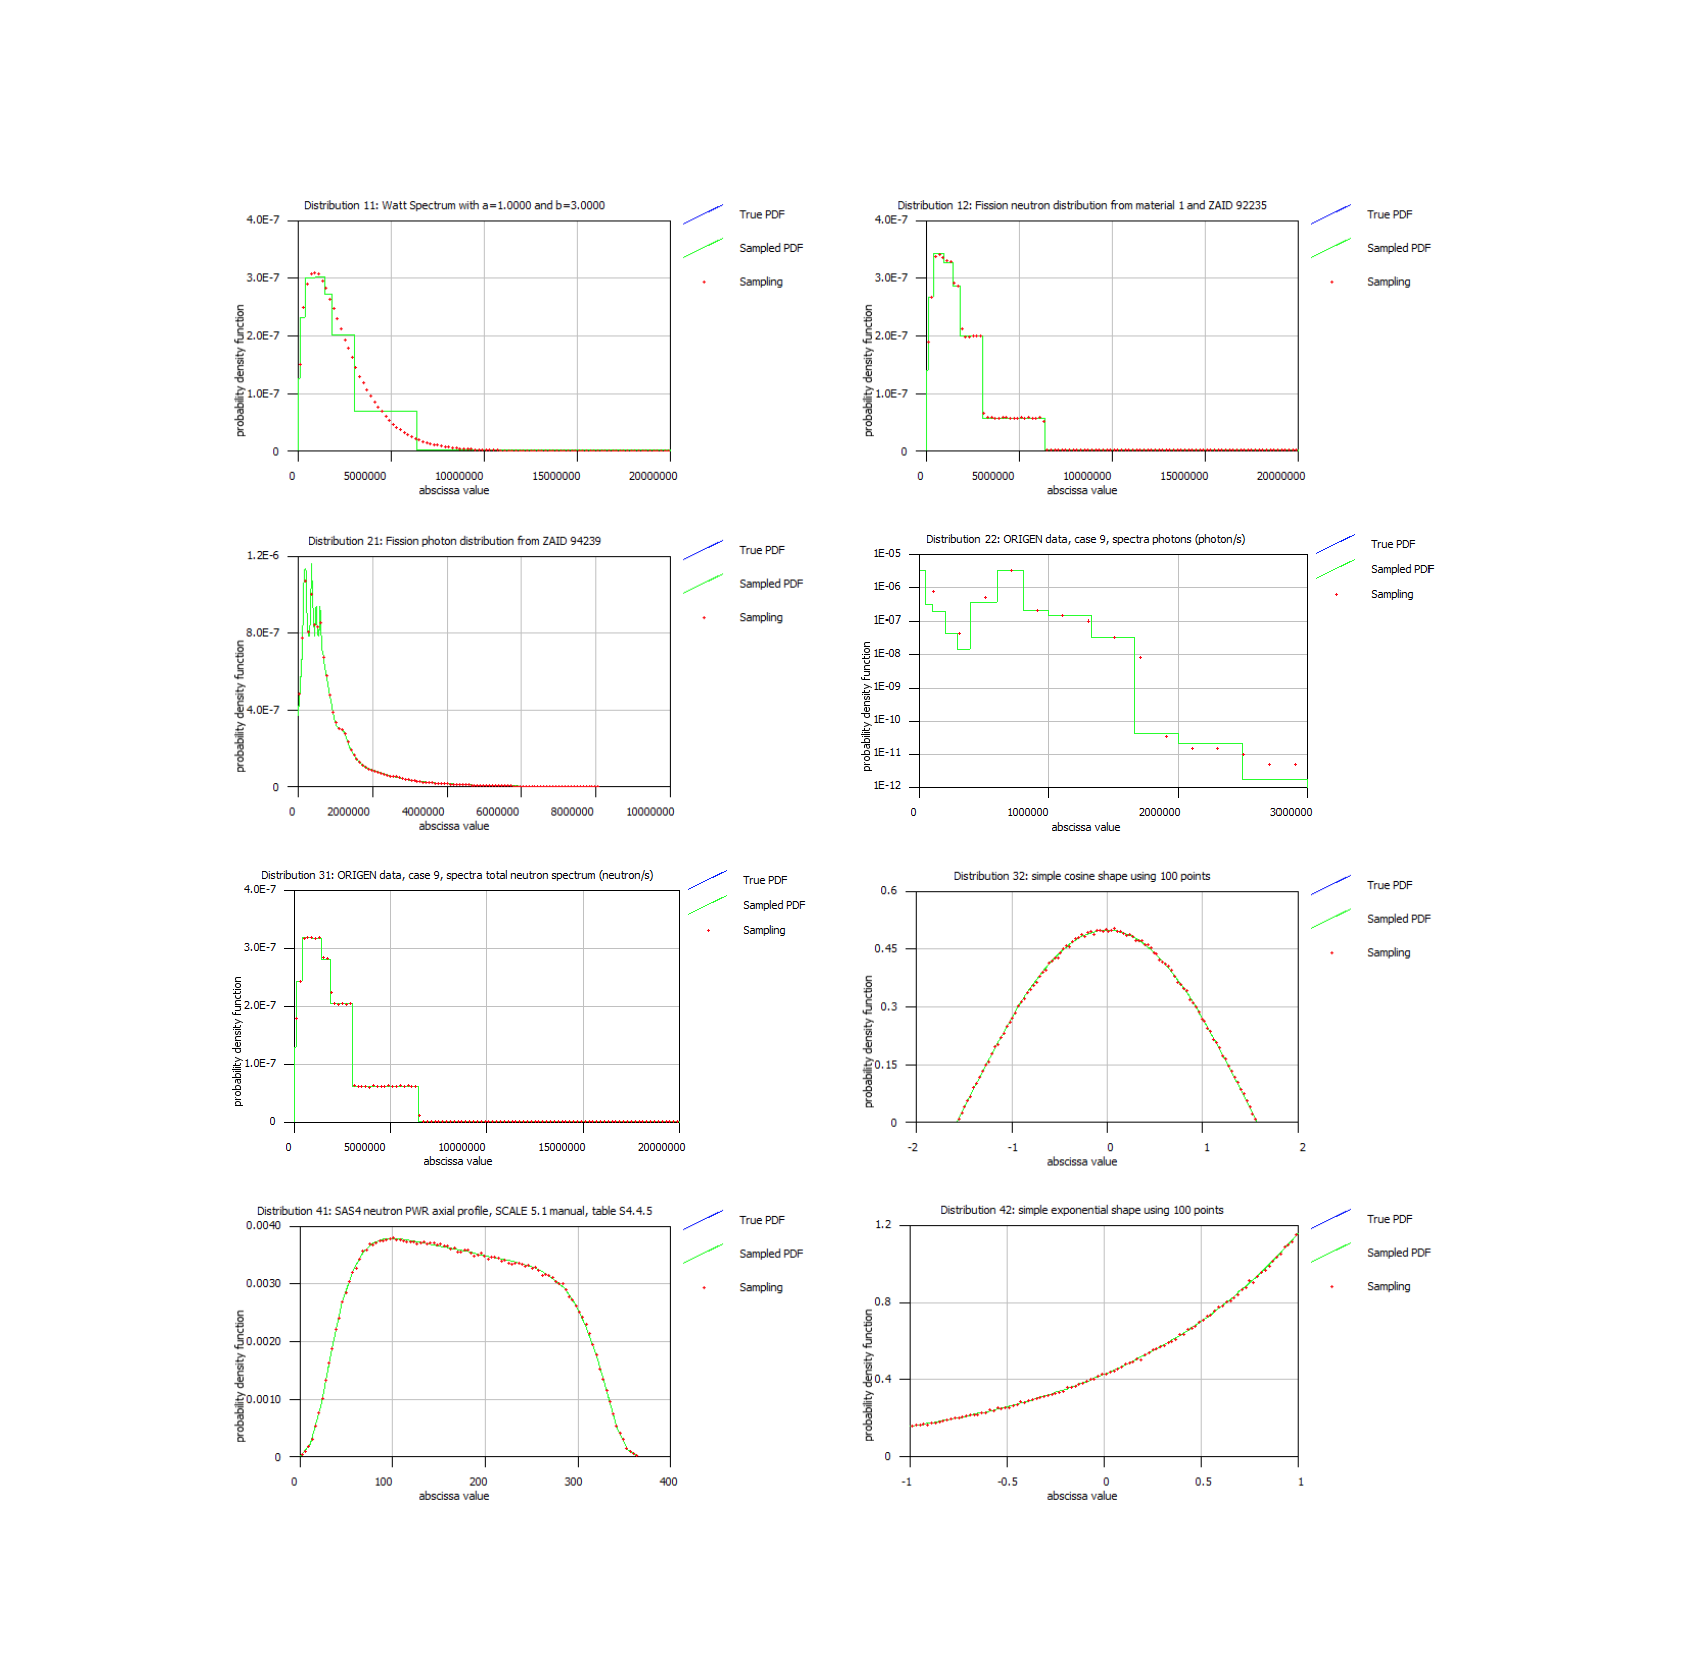 Distribution 11: Watt Spectrum with a=1.0000 and b=3.0000
True PDF
Sampled PDF
Sampling
probability density function
4.0E-7
3.0E-7
2.0E-7
1.0E-7
0
0 5000000 10000000 15000000 20000000
abscissa value
Distribution 12: Fission neutron distribution from material 1 and ZAID 92235
True PDF
Sampled PDF
Sampling
probability density function
4.0E-7
3.0E-7
2.0E-7
1.0E-7
0
0 5000000 10000000 15000000 20000000
abscissa value
Distribution 21: Fission photon distribution from ZAID 94239
True PDF
Sampled PDF
Sampling
probability density function
1.2E-6
8.0E-7
4.0E-7
0
0 2000000 4000000 6000000 8000000 10000000
abscissa value
Distribution 22: ORIGEN data, case 9, spectra photons (photon/s)
True PDF
Sampled PDF
Sampling
probability density function
1E-05
1E-06
1E-07
1E-08
1E-09
1E-10
1E-11
1E-12
0 1000000 2000000 3000000
abscissa value
Distribution 31: ORIGEN data, case 9, spectra total neutron spectrum (neutron/s)
True PDF
Sampled PDF
Sampling
probability density function
4.0E-7
3.0E-7
2.0E-7
1.0E-7
0
0 5000000 10000000 15000000 20000000
abscissa value
Distribution 32: simple cosine shape using 100 points
True PDF
Sampled PDF
Sampling
probability density function
0.6
0.45
0.3
0.15
0
-2 -1 0 1 2
abscissa value
Distribution 41: SAS4 neutron PWR axial profile, SCALE 5.1 manual, table S4.4.5
True PDF
Sampled PDF
Sampling
probability density function
0.0040
0.0030
0.0020
0.0010
0
0 100 200 300 400
abscissa value
Distribution 42: simple exponential shape using 100 points
True PDF
Sampled PDF
Sampling
probability density function
1.2
0.8
0.4
0
-1 -0.5 0 0.5 1
abscissa value